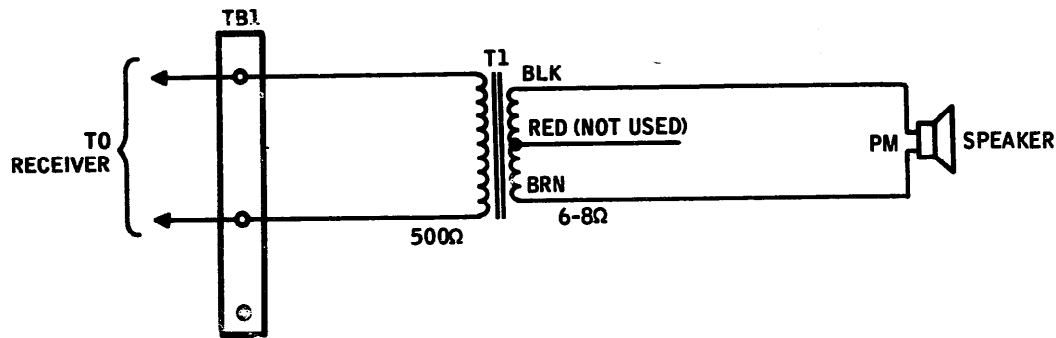 TB1
T1
BLK
RED (NOT USED)
TO
RECEIVER
PM
SPEAKER
BRN
500Ω
6-8Ω